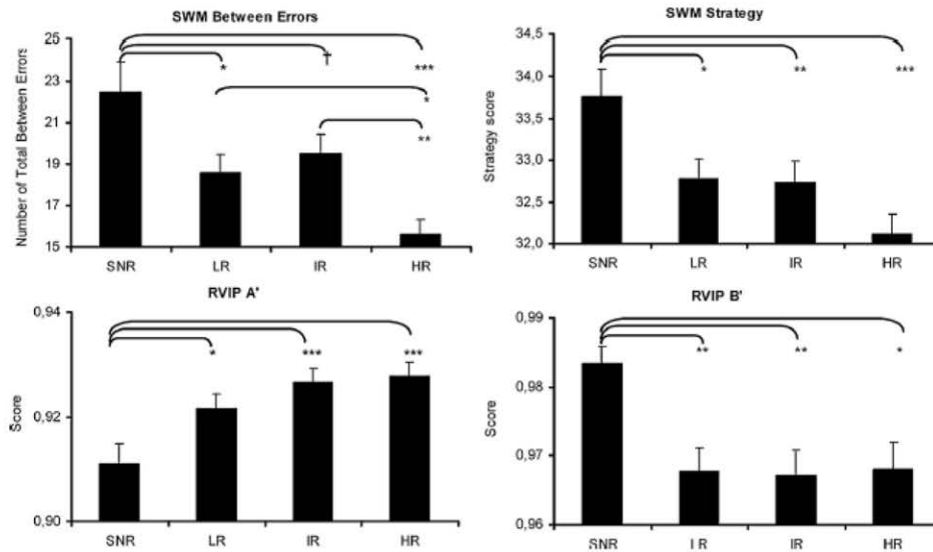 SWM Between Errors
Number of Total Between Errors
25
23
21
19
17
15
*
†
***
*
**
SNR LR IR HR
SWM Strategy
Strategy score
34,5
34,0
33,5
33,0
32,5
32,0
*
**
***
SNR LR IR HR
RVIP A'
Score
0,94
0,92
0,90
*
***
***
SNR LR IR HR
RVIP B'
Score
0,99
0,98
0,97
0,96
**
**
*
SNR LR IR HR